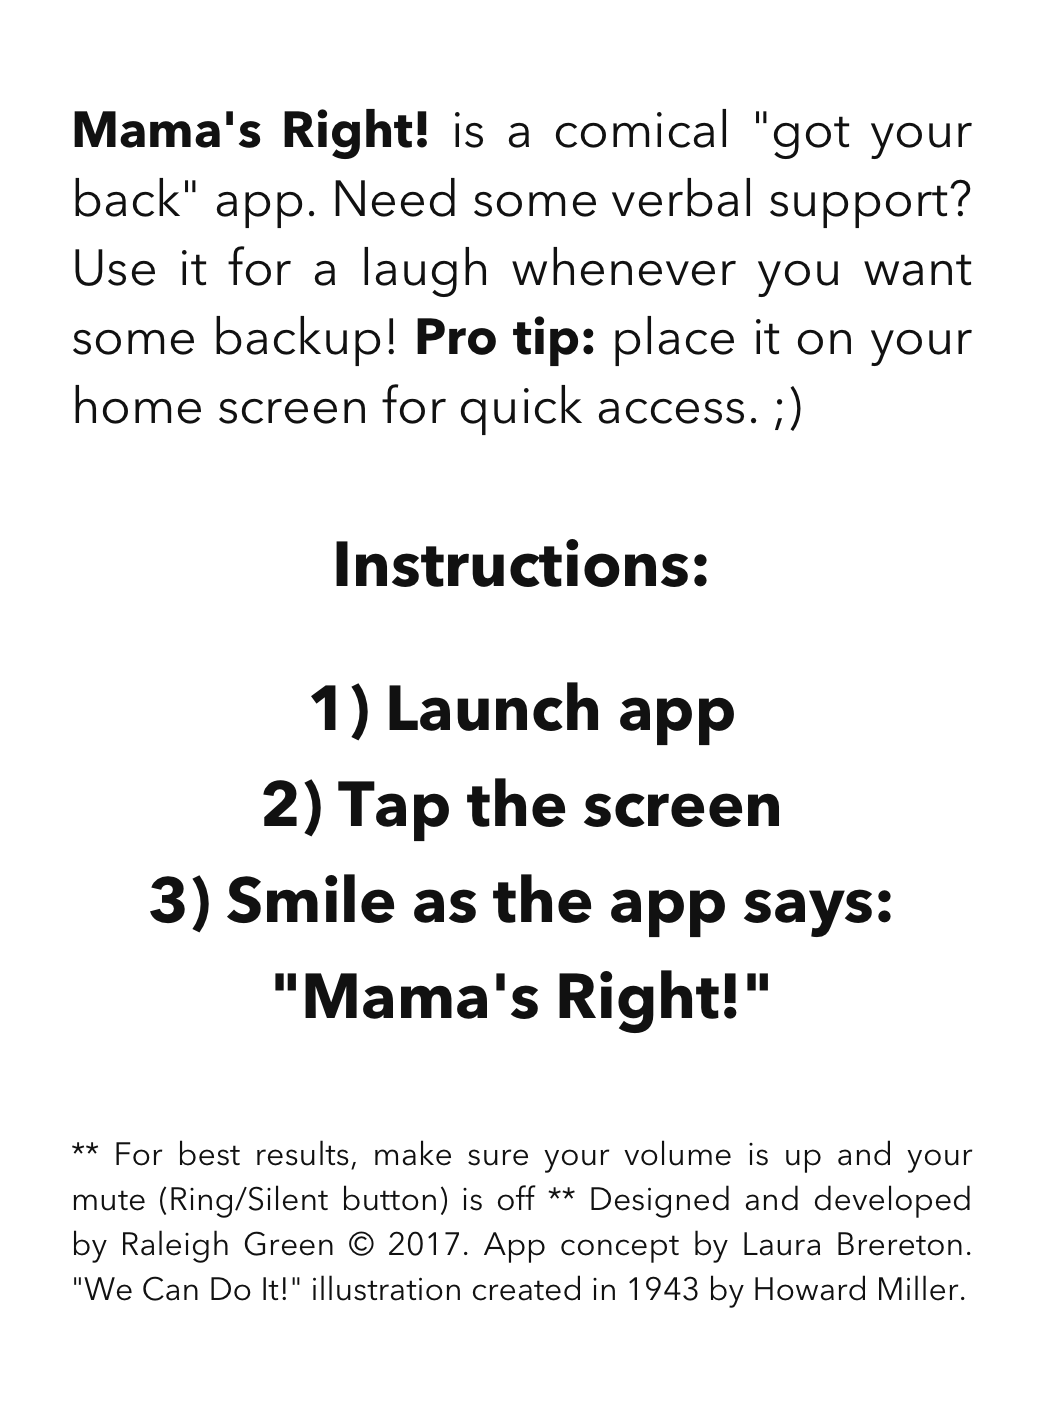 Mama's Right! is a comical "got your
back" app. Need some verbal support?
Use it for a laugh whenever you want
some backup! Pro tip: place it on your
home screen for quick access. ;)
Instructions:
1) Launch app
2) Tap the screen
3) Smile as the app says:
"Mama's Right!"
** For best results, make sure your volume is up and your
mute (Ring/Silent button) is off ** Designed and developed
by Raleigh Green © 2017. App concept by Laura Brereton.
"We Can Do It!" illustration created in 1943 by Howard Miller.